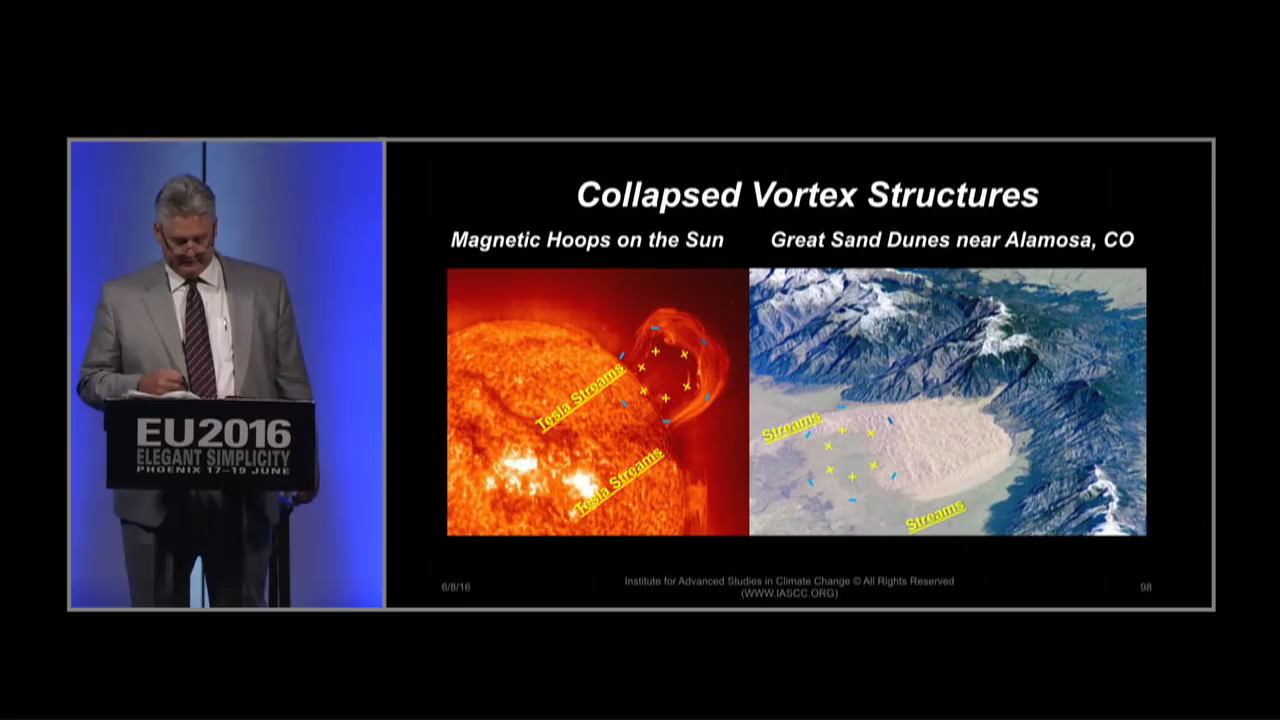 Collapsed Vortex Structures
Magnetic Hoops on the Sun
Great Sand Dunes near Alamosa, CO
Tesla Streams
Tesla Streams
Streams
Streams
EU2016
ELEGANT SIMPLICITY
PHOENIX 17–19 JUNE
6/8/16
Institute for Advanced Studies in Climate Change © All Rights Reserved
(WWW.IASCC.ORG)
98